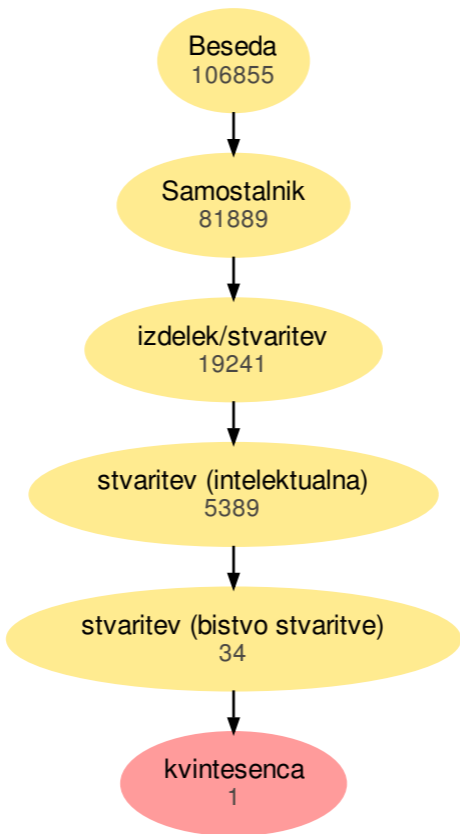 Beseda
106855
Samostalnik
81889
izdelek/stvaritev
19241
stvaritev (intelektualna)
5389
stvaritev (bistvo stvaritve)
34
kvintesenca
1